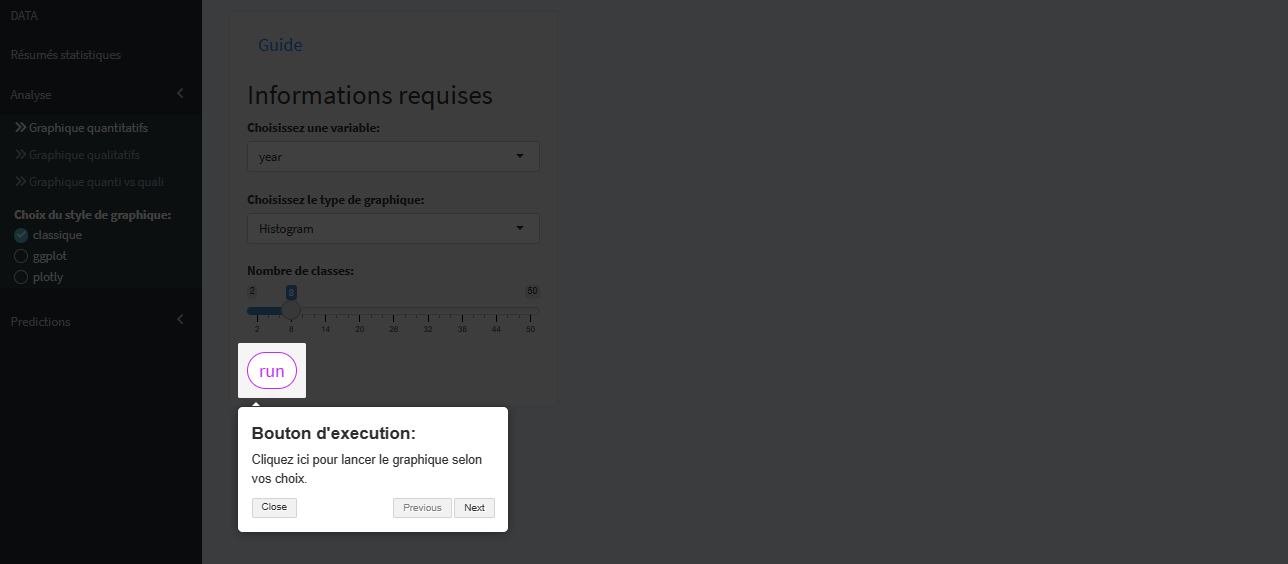 DATA
Résumés statistiques
Analyse
Graphique quantitatifs
Graphique qualitatifs
Graphique quanti vs quali
Choix du style de graphique:
classique
ggplot
plotly
Predictions
Guide
Informations requises
Choisissez une variable:
year
Choisissez le type de graphique:
Histogram
Nombre de classes:
2 8 50
2 8 14 20 26 32 38 44 50
run
Bouton d'execution:
Cliquez ici pour lancer le graphique selon
vos choix.
Close Previous Next